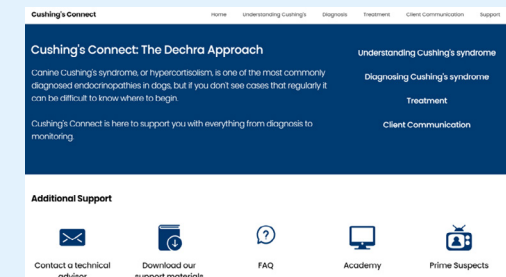 Cushing's Connect
Home Understanding Cushing's Diagnosis Treatment Client Communication Support
Cushing's Connect: The Dechra Approach
Canine Cushing's syndrome, or hypercortisolism, is one of the most commonly
diagnosed endocrinopathies in dogs, but if you don't see cases that regularly it
can be difficult to know where to begin.
Cushing's Connect is here to support you with everything from diagnosis to
monitoring.
Understanding Cushing's syndrome
Diagnosing Cushing's syndrome
Treatment
Client Communication
Additional Support
Contact a technical
advisor
Download our
support materials
FAQ
Academy
Prime Suspects